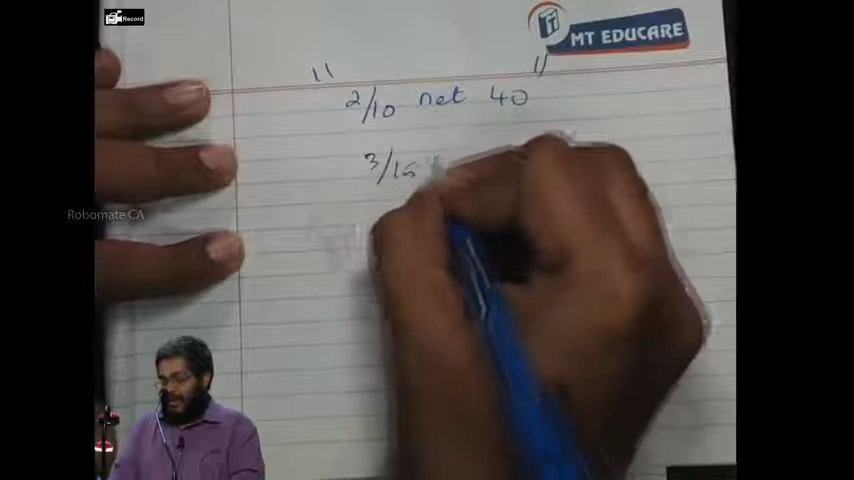 Record
MT EDUCARE
2/10 net 40
3/15
Robomate CA